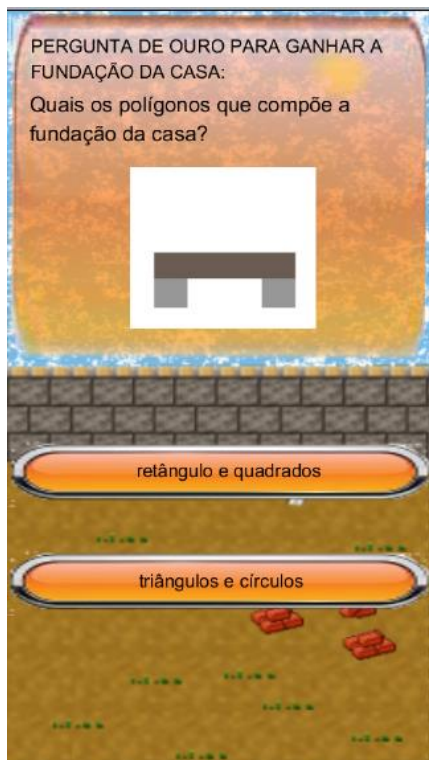 PERGUNTA DE OURO PARA GANHAR A
FUNDAÇÃO DA CASA:
Quais os polígonos que compõe a
fundação da casa?
retângulo e quadrados
triângulos e círculos